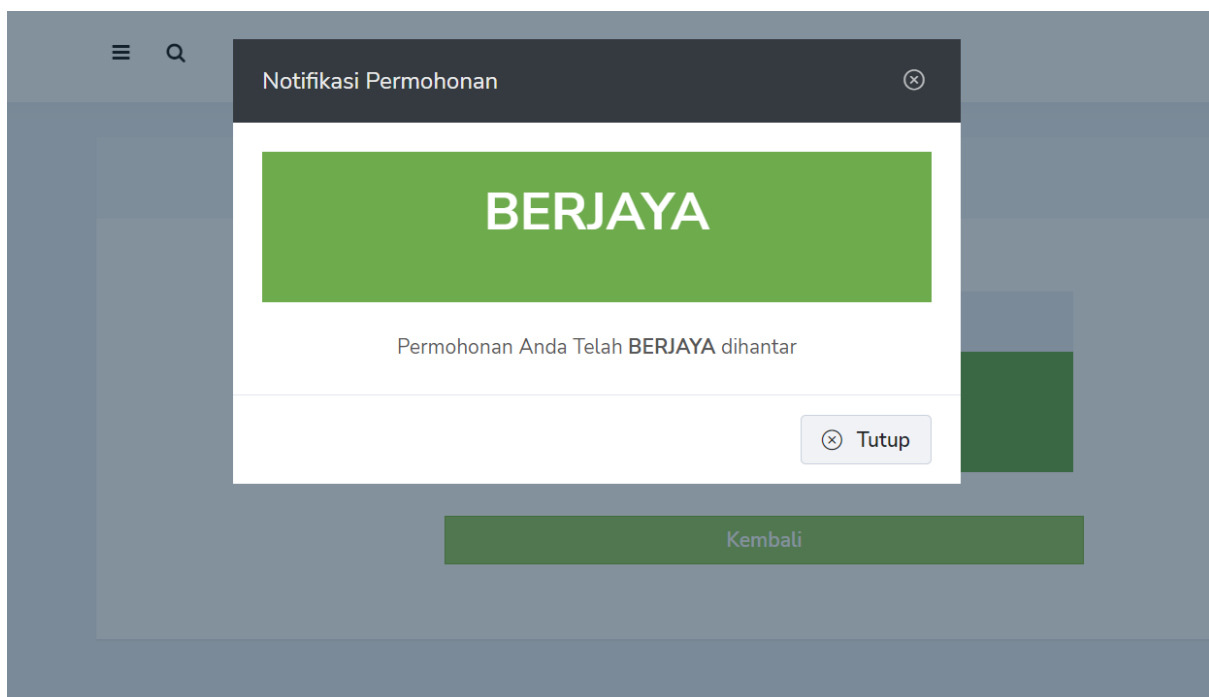 Notifikasi Permohonan
BERJAYA
Permohonan Anda Telah BERJAYA dihantar
Tutup
Kembali